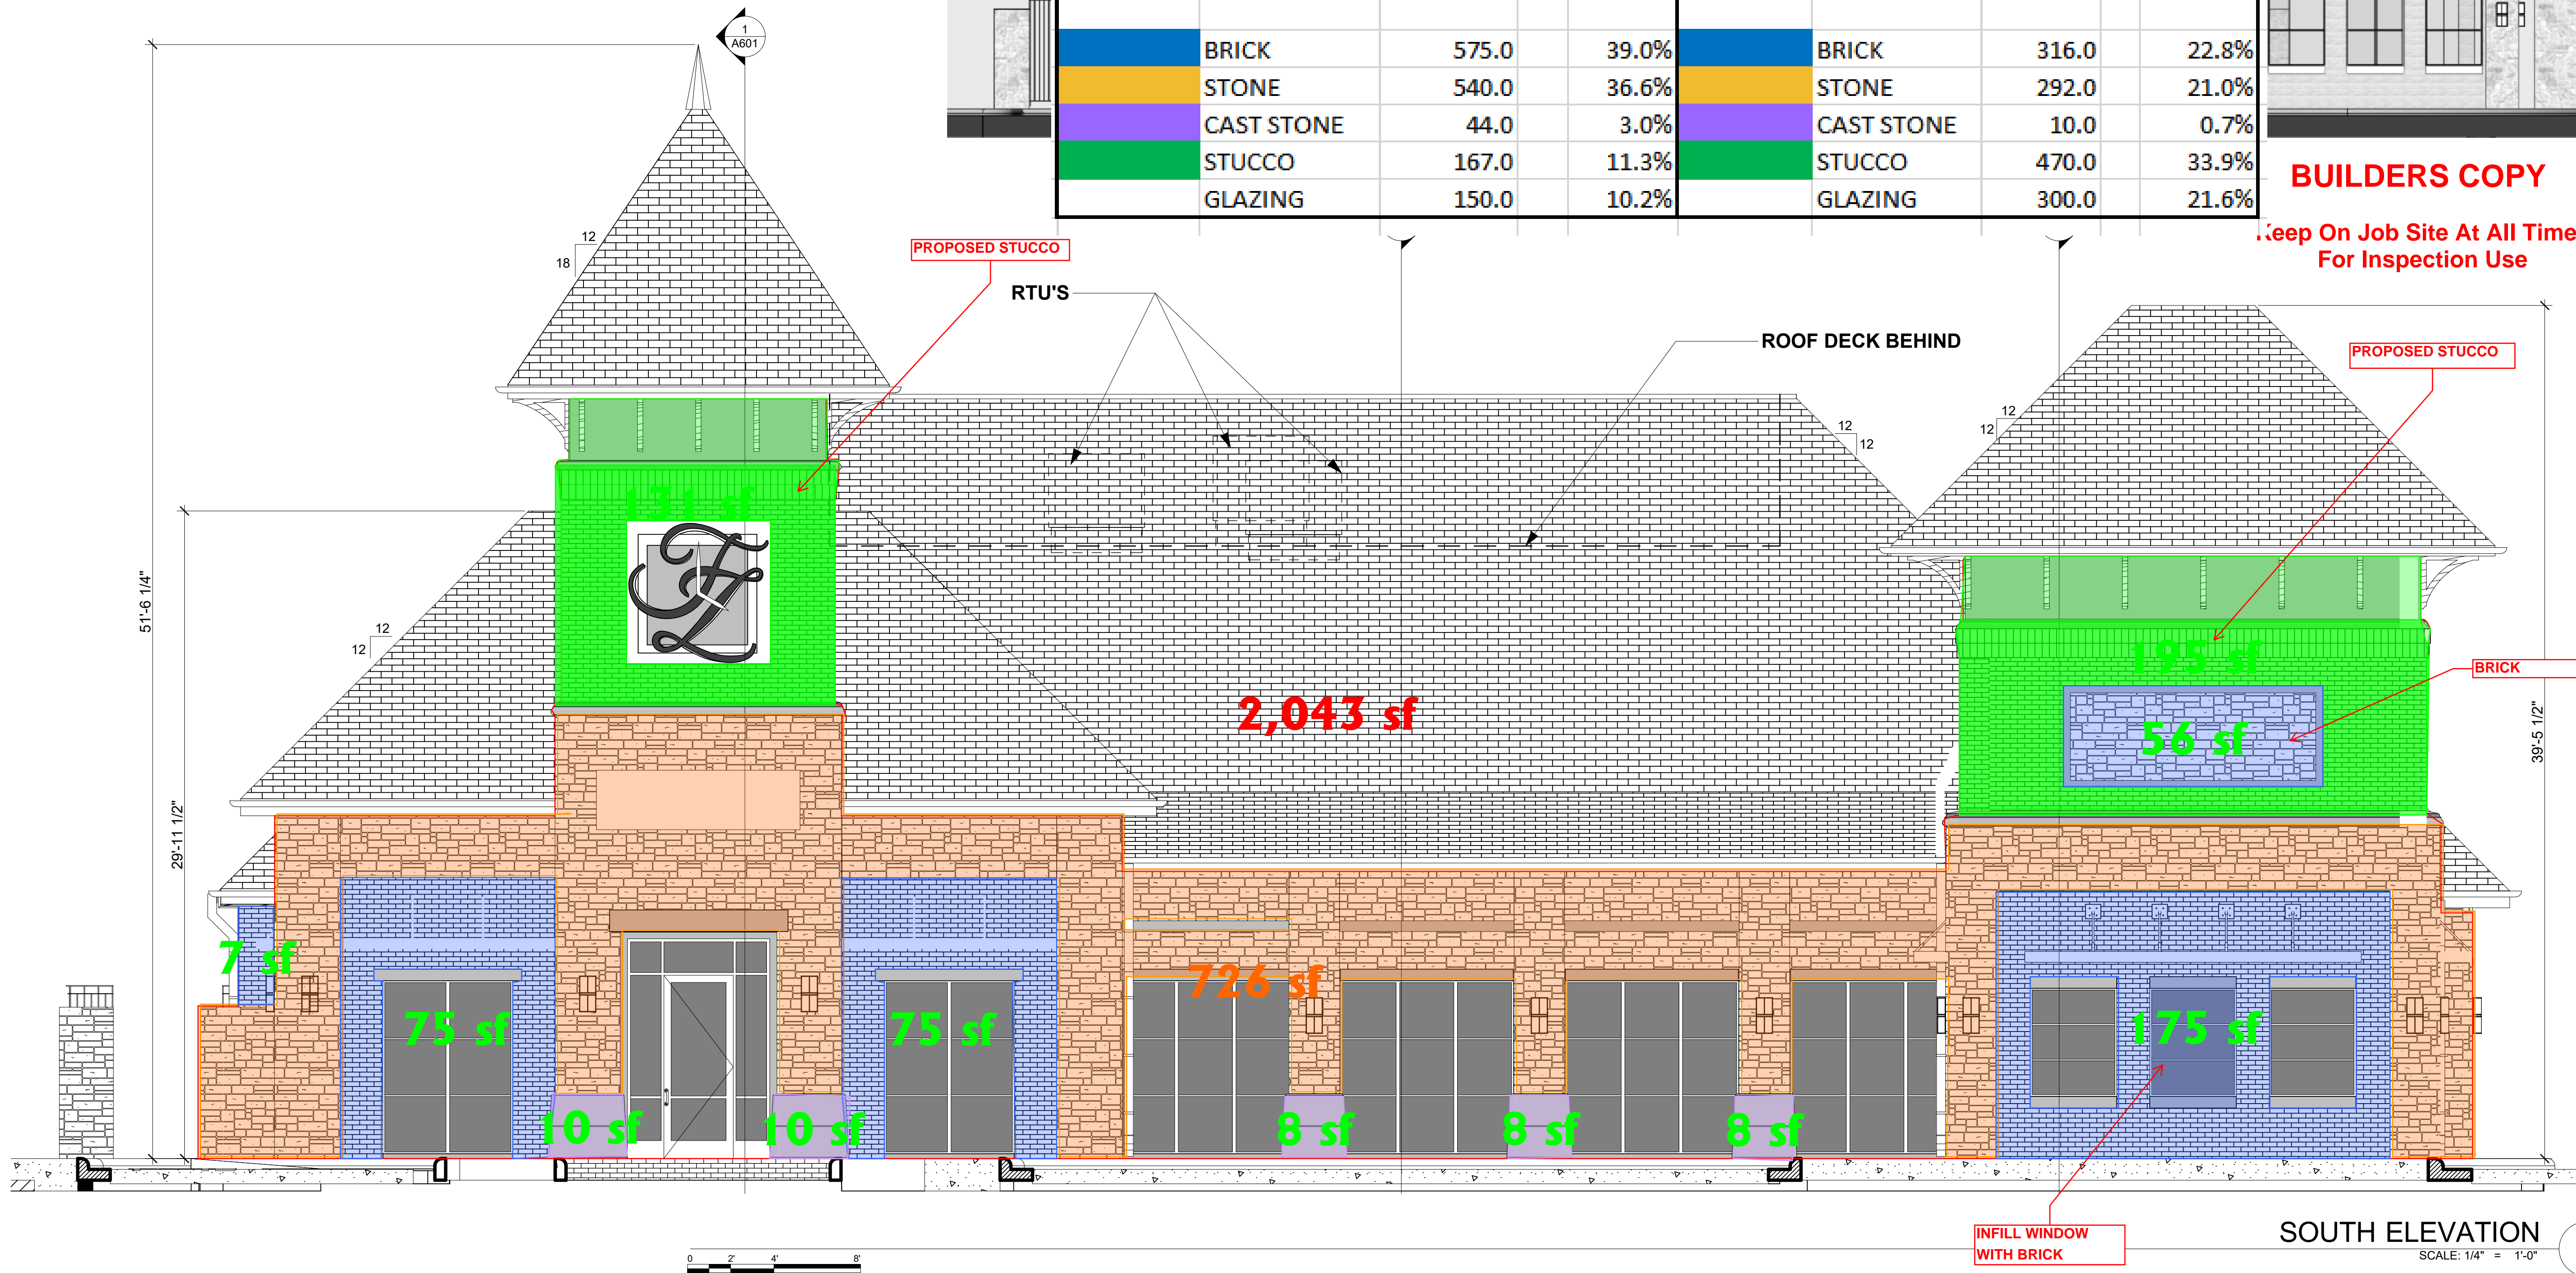 1
A601
BRICK 575.0 39.0% BRICK 316.0 22.8%
STONE 540.0 36.6% STONE 292.0 21.0%
CAST STONE 44.0 3.0% CAST STONE 10.0 0.7%
STUCCO 167.0 11.3% STUCCO 470.0 33.9%
GLAZING 150.0 10.2% GLAZING 300.0 21.6%
BUILDERS COPY
Keep On Job Site At All Time
For Inspection Use
12
18
PROPOSED STUCCO
RTU'S
ROOF DECK BEHIND
PROPOSED STUCCO
12
12
12
12
131 sf
51'-6 1/4"
12
12
195 sf
BRICK
2,043 sf
56 sf
39'-5 1/2"
29'-11 1/2"
7 sf
726 sf
75 sf
75 sf
175 sf
10 sf
10 sf
8 sf
8 sf
8 sf
INFILL WINDOW
WITH BRICK
SOUTH ELEVATION
SCALE: 1/4" = 1'-0"
0 2' 4' 8'